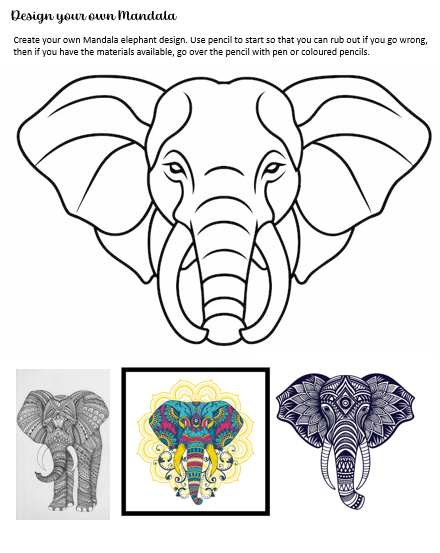 Design your own Mandala
Create your own Mandala elephant design. Use pencil to start so that you can rub out if you go wrong,
then if you have the materials available, go over the pencil with pen or coloured pencils.